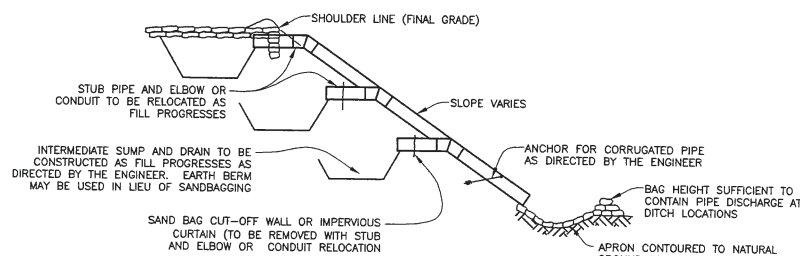 SHOULDER LINE (FINAL GRADE)
STUB PIPE AND ELBOW OR
CONDUIT TO BE RELOCATED AS
FILL PROGRESSES
SLOPE VARIES
INTERMEDIATE SUMP AND DRAIN TO BE
CONSTRUCTED AS FILL PROGRESSES AS
DIRECTED BY THE ENGINEER. EARTH BERM
MAY BE USED IN LIEU OF SANDBAGGING
ANCHOR FOR CORRUGATED PIPE
AS DIRECTED BY THE ENGINEER
BAG HEIGHT SUFFICIENT TO
CONTAIN PIPE DISCHARGE AT
DITCH LOCATIONS
SAND BAG CUT-OFF WALL OR IMPERVIOUS
CURTAIN (TO BE REMOVED WITH STUB
AND ELBOW OR CONDUIT RELOCATION
APRON CONTOURED TO NATURAL